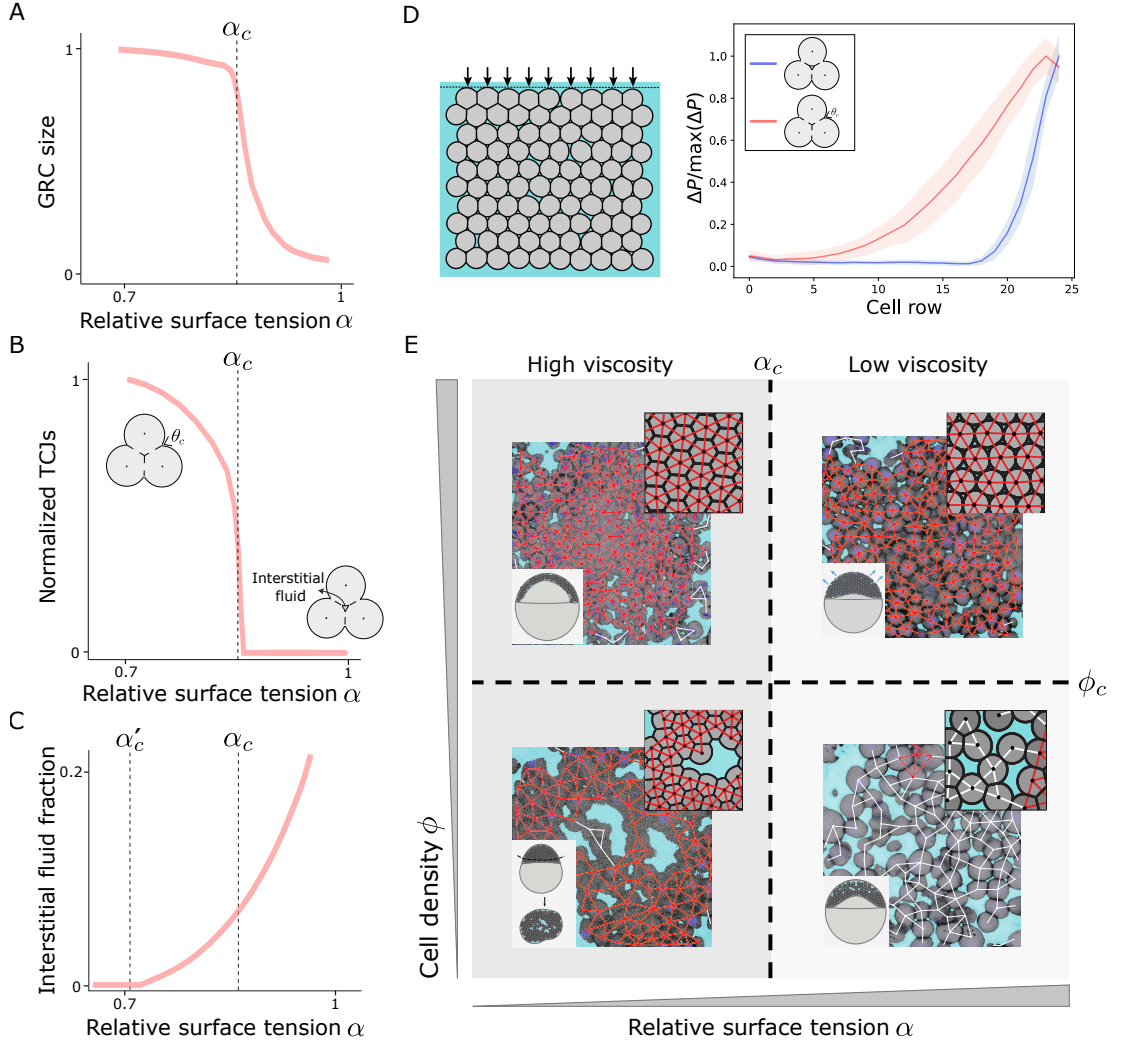 A
α_c
1
GRC size
0
0.7
1
Relative surface tension α
B
α_c
1
θ_c
Normalized TCJs
Interstitial
fluid
0
0.7
1
Relative surface tension α
C
α′_c
α_c
0.2
Interstitial fluid fraction
0
0.7
1
Relative surface tension α
D
ΔP/max(ΔP)
1.0
0.8
0.6
0.4
0.2
0.0
θ_c
0
5
10
15
20
25
Cell row
E
High viscosity
α_c
Low viscosity
ϕ_c
Cell density ϕ
Relative surface tension α